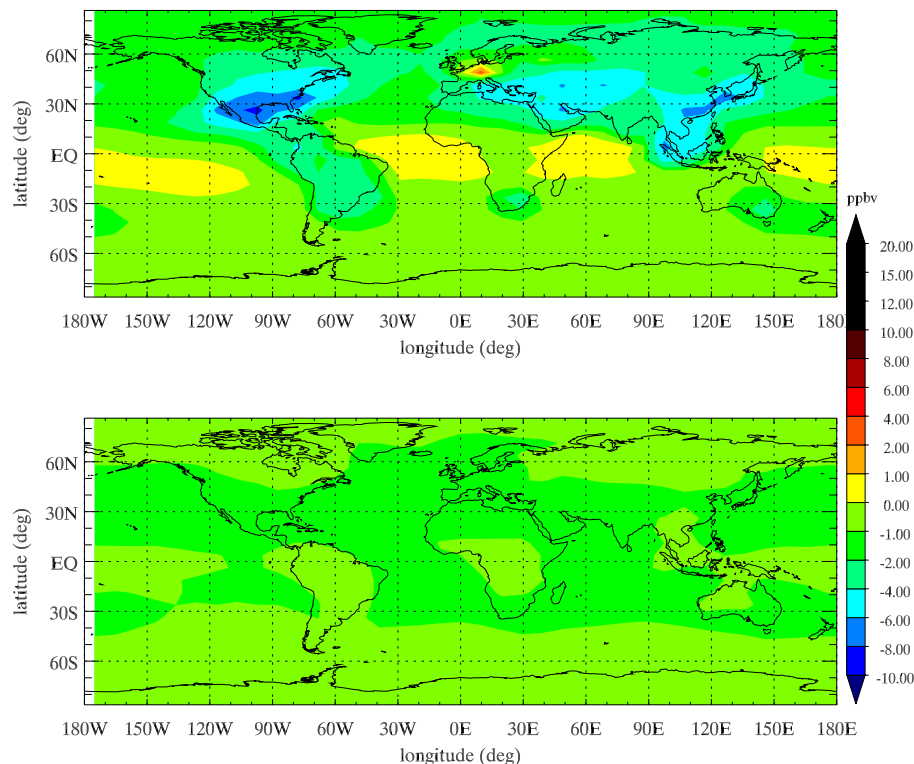 60N
30N
EQ
30S
60S
latitude (deg)
180W 150W 120W 90W 60W 30W 0E 30E 60E 90E 120E 150E 180E
longitude (deg)
ppbv
20.00
12.00
10.00
8.00
6.00
4.00
2.00
1.00
0.00
-1.00
-2.00
-4.00
-6.00
-8.00
-10.00
60N
30N
EQ
30S
60S
latitude (deg)
180W 150W 120W 90W 60W 30W 0E 30E 60E 90E 120E 150E 180E
longitude (deg)